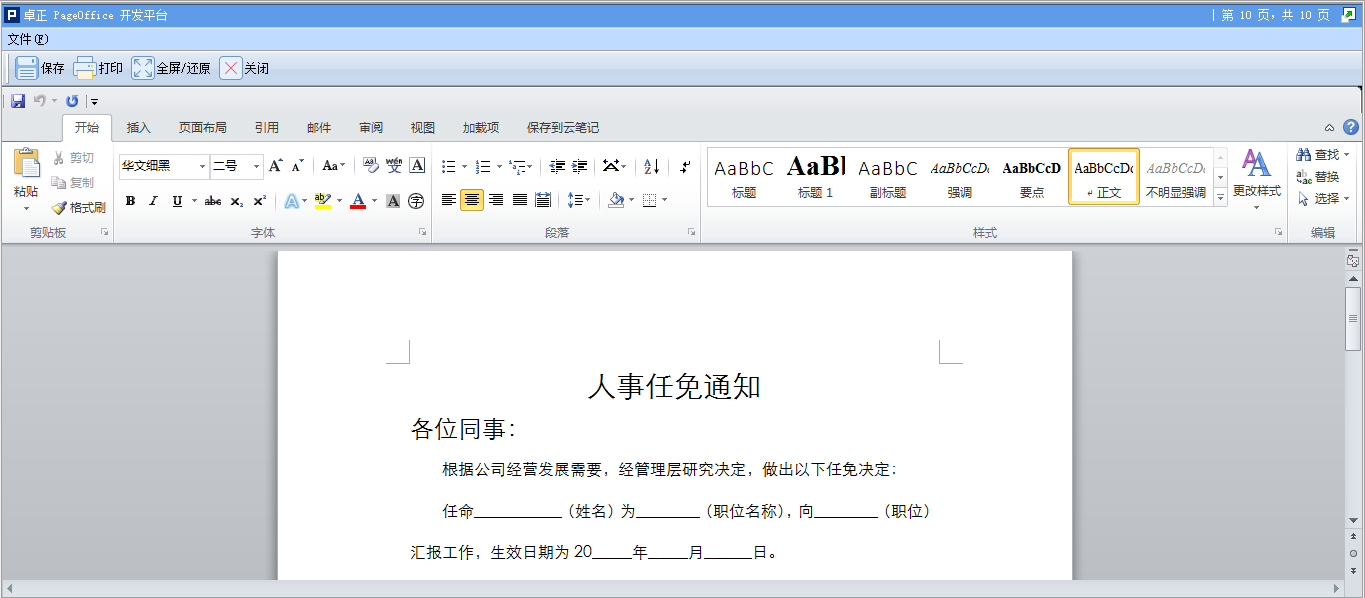 卓正 PageOffice 开发平台 | 第 10 页，共 10 页
文件(F)
保存 打印 全屏/还原 关闭
开始 插入 页面布局 引用 邮件 审阅 视图 加载项 保存到云笔记
粘贴 剪切 复制 格式刷
剪贴板
华文细黑 二号 A A Aa wén 文 A
B I U abc x₂ x² A ab A A 字
字体
A Z
段落
AaBbC AaBl AaBbC AaBbCcDc AaBbCcD AaBbCcDc AaBbCcDc
标题 标题 1 副标题 强调 要点 正文 不明显强调
更改样式
样式
查找
替换
选择
编辑
人事任免通知
各位同事：
根据公司经营发展需要，经管理层研究决定，做出以下任免决定：
任命___________（姓名）为________（职位名称），向________（职位）
汇报工作，生效日期为 20_____年_____月______日。